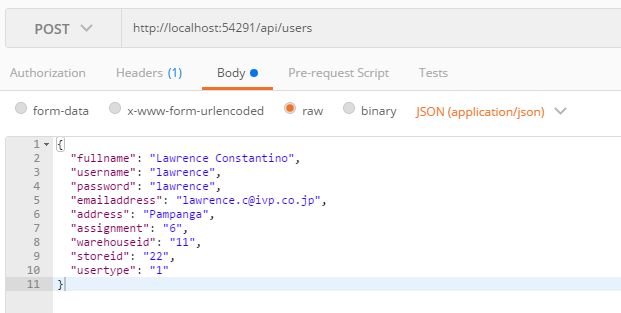 POST http://localhost:54291/api/users
Authorization Headers (1) Body Pre-request Script Tests
form-data x-www-form-urlencoded raw binary JSON (application/json)
1 {
2 "fullname": "Lawrence Constantino",
3 "username": "lawrence",
4 "password": "lawrence",
5 "emailaddress": "lawrence.c@ivp.co.jp",
6 "address": "Pampanga",
7 "assignment": "6",
8 "warehouseid": "11",
9 "storeid": "22",
10 "usertype": "1"
11 }